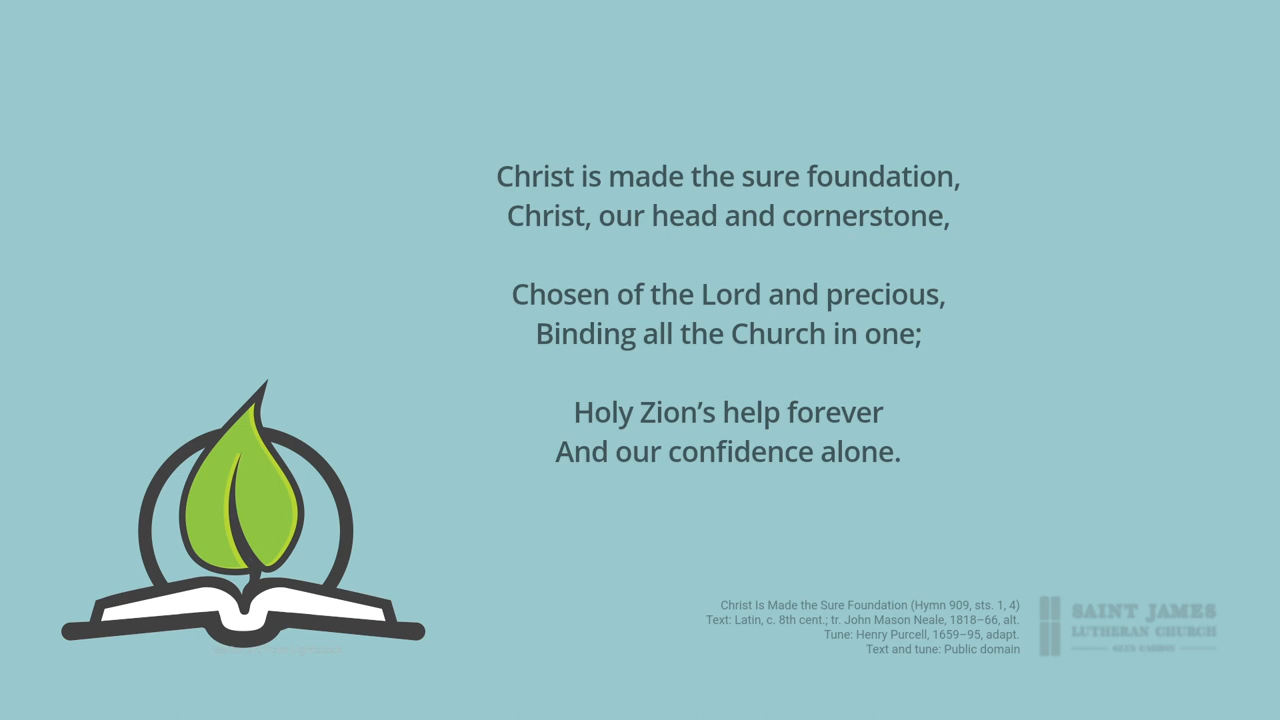 Christ is made the sure foundation,
Christ, our head and cornerstone,
Chosen of the Lord and precious,
Binding all the Church in one;
Holy Zion’s help forever
And our confidence alone.
Christ Is Made the Sure Foundation (Hymn 909, sts. 1, 4)
Text: Latin, c. 8th cent.; tr. John Mason Neale, 1818–66, alt.
Tune: Henry Purcell, 1659–95, adapt.
Text and tune: Public domain
SAINT JAMES
LUTHERAN CHURCH
GLEN CARBON